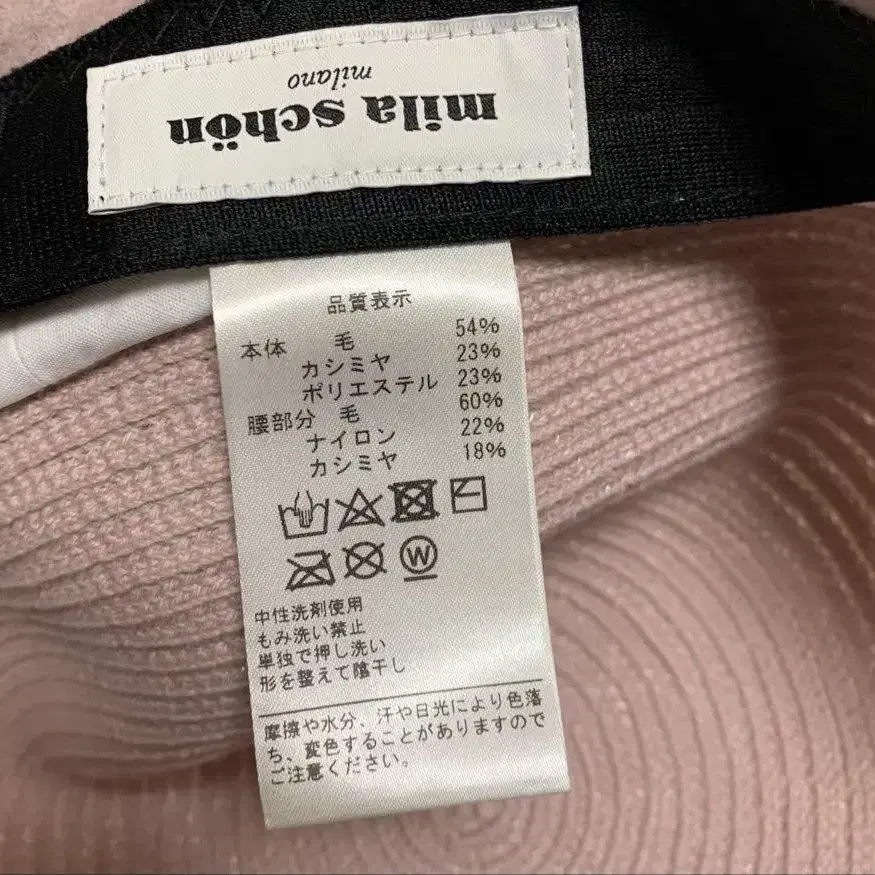 mila schön
milano
品質表示
本体 毛 54%
カシミヤ 23%
ポリエステル 23%
腰部分 毛 60%
ナイロン 22%
カシミヤ 18%
W
中性洗剤使用
もみ洗い禁止
単独で押し洗い
形を整えて陰干し
摩擦や水分、汗や日光により色落
ち、変色することがありますので
ご注意ください。